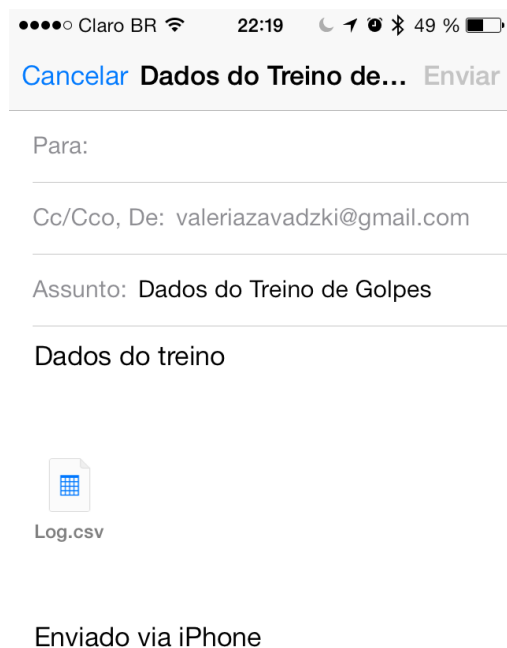 Claro BR 22:19 49 %
Cancelar Dados do Treino de... Enviar
Para:
Cc/Cco, De: valeriazavadzki@gmail.com
Assunto: Dados do Treino de Golpes
Dados do treino
Log.csv
Enviado via iPhone